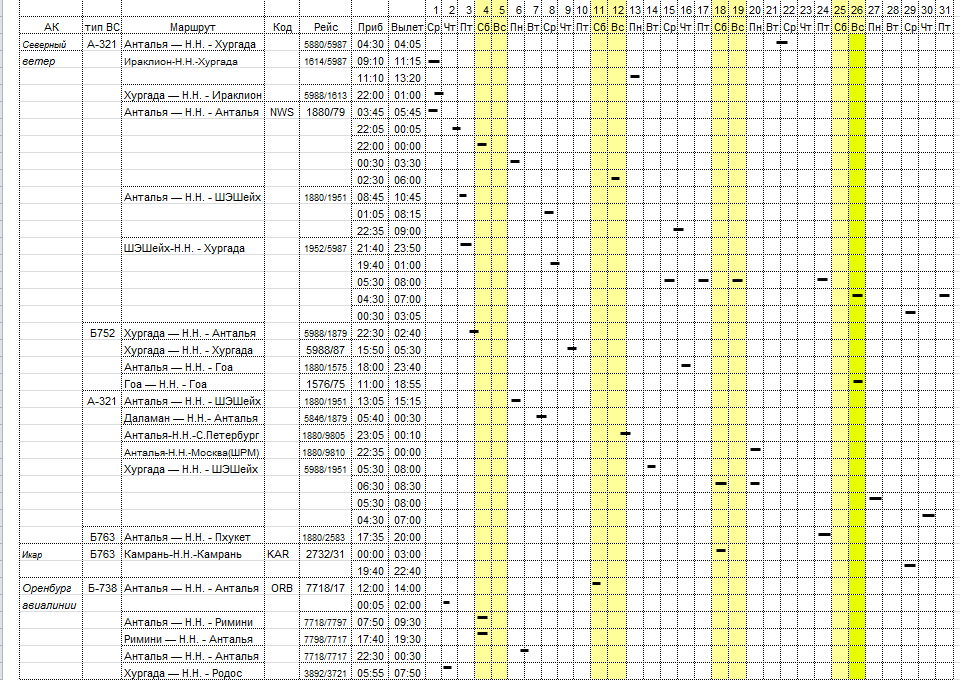 1 2 3 4 5 6 7 8 9 10 11 12 13 14 15 16 17 18 19 20 21 22 23 24 25 26 27 28 29 30 31
АК тип ВС Маршрут Код Рейс Приб Вылет Ср Чт Пт Сб Вс Пн Вт Ср Чт Пт Сб Вс Пн Вт Ср Чт Пт Сб Вс Пн Вт Ср Чт Пт Сб Вс Пн Вт Ср Чт Пт
Северный А-321 Анталья — Н.Н. - Хургада 5880/5987 04:30 04:05
ветер Ираклион-Н.Н.-Хургада 1614/5987 09:10 11:15
11:10 13:20
Хургада — Н.Н. - Ираклион 5988/1613 22:00 01:00
Анталья — Н.Н. - Анталья NWS 1880/79 03:45 05:45
22:05 00:05
22:00 00:00
00:30 03:30
02:30 06:00
Анталья — Н.Н. - ШЭШейх 1880/1951 08:45 10:45
01:05 08:15
22:35 09:00
ШЭШейх-Н.Н. - Хургада 1952/5987 21:40 23:50
19:40 01:00
05:30 08:00
04:30 07:00
00:30 03:05
Б752 Хургада — Н.Н. - Анталья 5988/1879 22:30 02:40
Хургада — Н.Н. - Хургада 5988/87 15:50 05:30
Анталья — Н.Н. - Гоа 1880/1575 18:00 23:40
Гоа — Н.Н. - Гоа 1576/75 11:00 18:55
А-321 Анталья — Н.Н. - ШЭШейх 1880/1951 13:05 15:15
Даламан — Н.Н.- Анталья 5846/1879 05:40 00:30
Анталья-Н.Н.-С.Петербург 1880/9805 23:05 00:10
Анталья-Н.Н.-Москва(ШРМ) 1880/9810 22:35 00:00
Хургада — Н.Н. - ШЭШейх 5988/1951 05:30 08:00
06:30 08:30
05:30 08:00
04:30 07:00
Б763 Анталья — Н.Н. - Пхукет 1880/2583 17:35 20:00
Икар Б763 Камрань-Н.Н.-Камрань KAR 2732/31 00:00 03:00
19:40 22:40
Оренбург Б-738 Анталья — Н.Н. - Анталья ORB 7718/17 12:00 14:00
авиалинии 00:05 02:00
Анталья — Н.Н. - Римини 7718/7797 07:50 09:30
Римини — Н.Н. - Анталья 7798/7717 17:40 19:30
Анталья — Н.Н. - Анталья 7718/7717 22:30 00:30
Хургада — Н.Н. - Родос 3892/3721 05:55 07:50